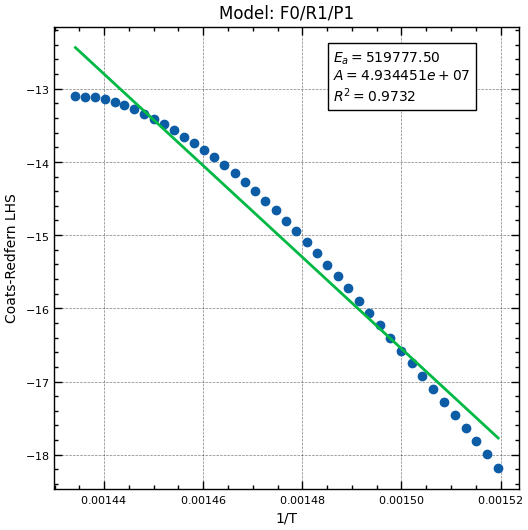 Model: F0/R1/P1
E_a = 519777.50
A = 4.934451e + 07
R² = 0.9732
−13
−14
−15
−16
−17
−18
Coats-Redfern LHS
0.00144 0.00146 0.00148 0.00150 0.00152
1/T